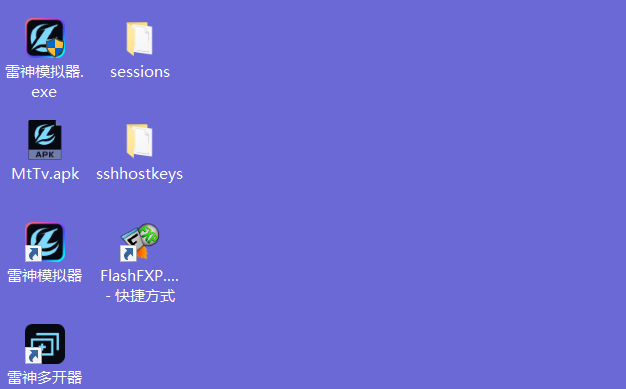 雷神模拟器.
exe
sessions
APK
MtTv.apk
sshhostkeys
雷神模拟器
FlashFXP....
- 快捷方式
雷神多开器